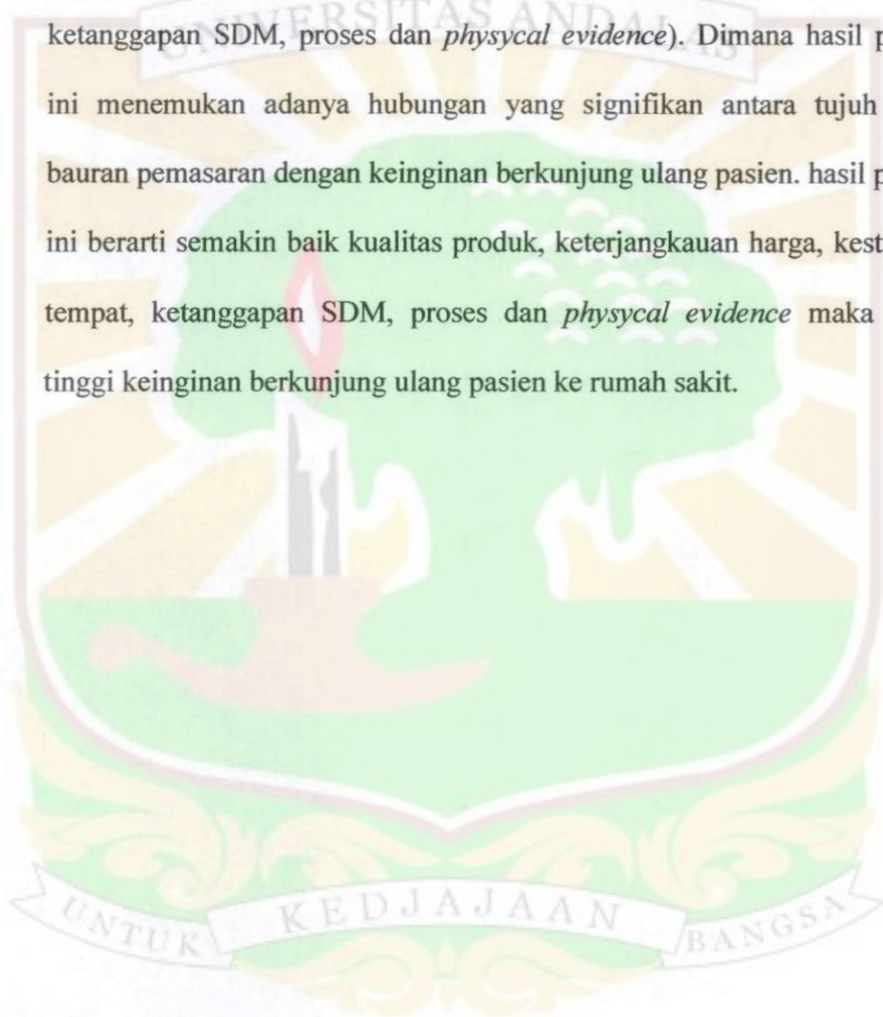 UNIVERSITAS ANDALAS
ketanggapan SDM, proses dan physycal evidence). Dimana hasil p
ini menemukan adanya hubungan yang signifikan antara tujuh
bauran pemasaran dengan keinginan berkunjung ulang pasien. hasil p
ini berarti semakin baik kualitas produk, keterjangkauan harga, kest
tempat, ketanggapan SDM, proses dan physycal evidence maka
tinggi keinginan berkunjung ulang pasien ke rumah sakit.
UNTUK KEDJAJAAN BANGSA